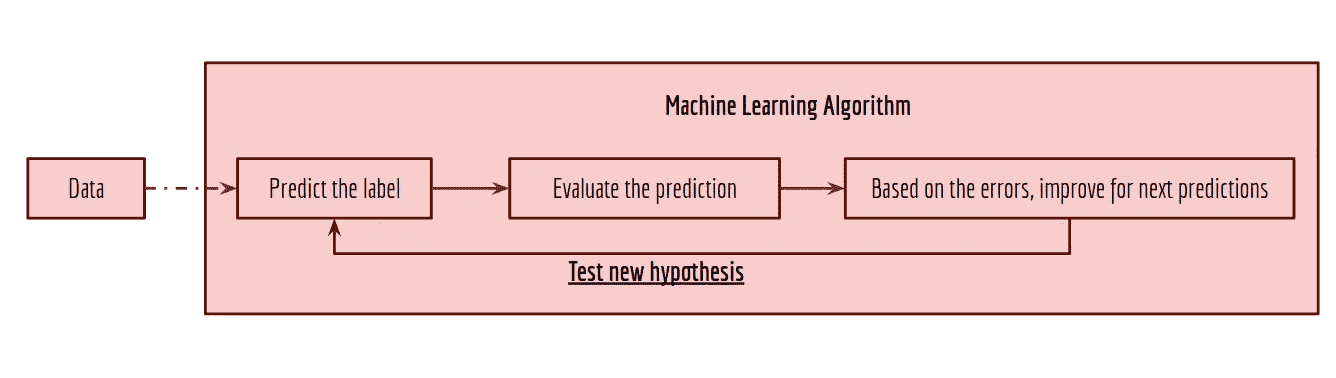 Machine Learning Algorithm
Data
Predict the label
Evaluate the prediction
Based on the errors, improve for next predictions
Test new hypothesis